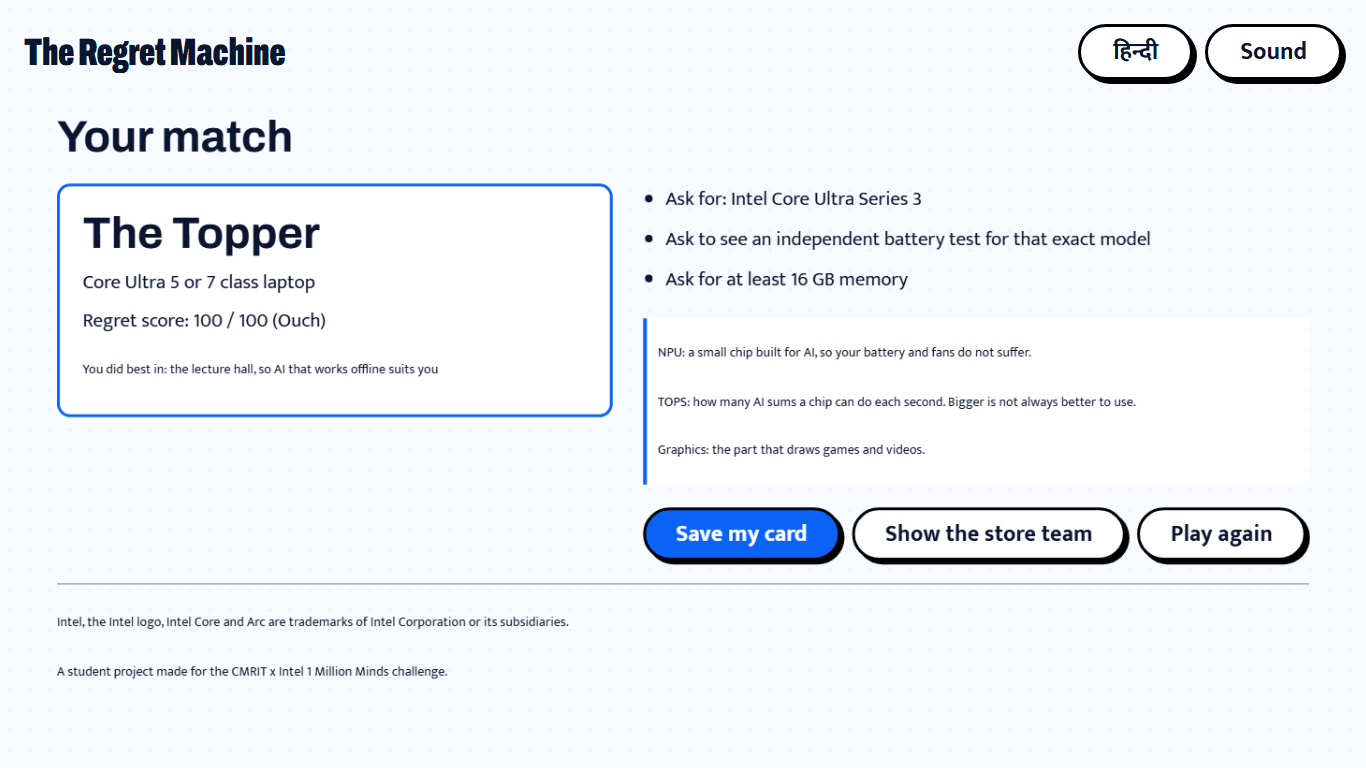 The Regret Machine
हिन्दी
Sound
Your match
The Topper
Core Ultra 5 or 7 class laptop
Regret score: 100 / 100 (Ouch)
You did best in: the lecture hall, so AI that works offline suits you
Ask for: Intel Core Ultra Series 3
Ask to see an independent battery test for that exact model
Ask for at least 16 GB memory
NPU: a small chip built for AI, so your battery and fans do not suffer.
TOPS: how many AI sums a chip can do each second. Bigger is not always better to use.
Graphics: the part that draws games and videos.
Save my card
Show the store team
Play again
Intel, the Intel logo, Intel Core and Arc are trademarks of Intel Corporation or its subsidiaries.
A student project made for the CMRIT x Intel 1 Million Minds challenge.